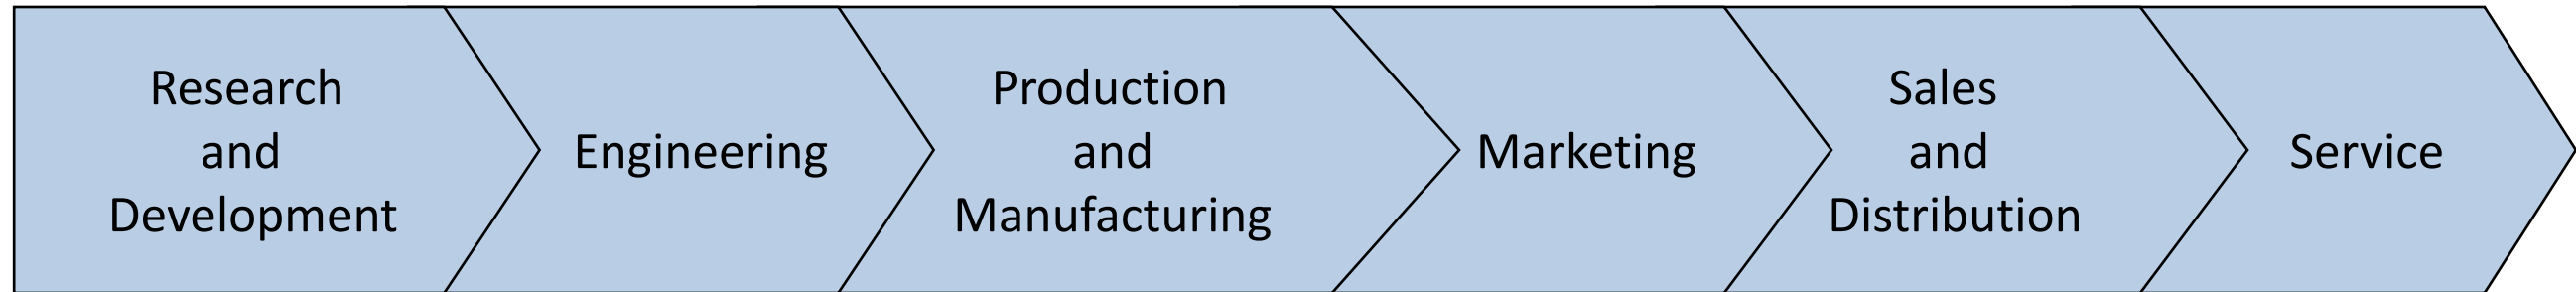 Research
and
Development
Engineering
Production
and
Manufacturing
Marketing
Sales
and
Distribution
Service